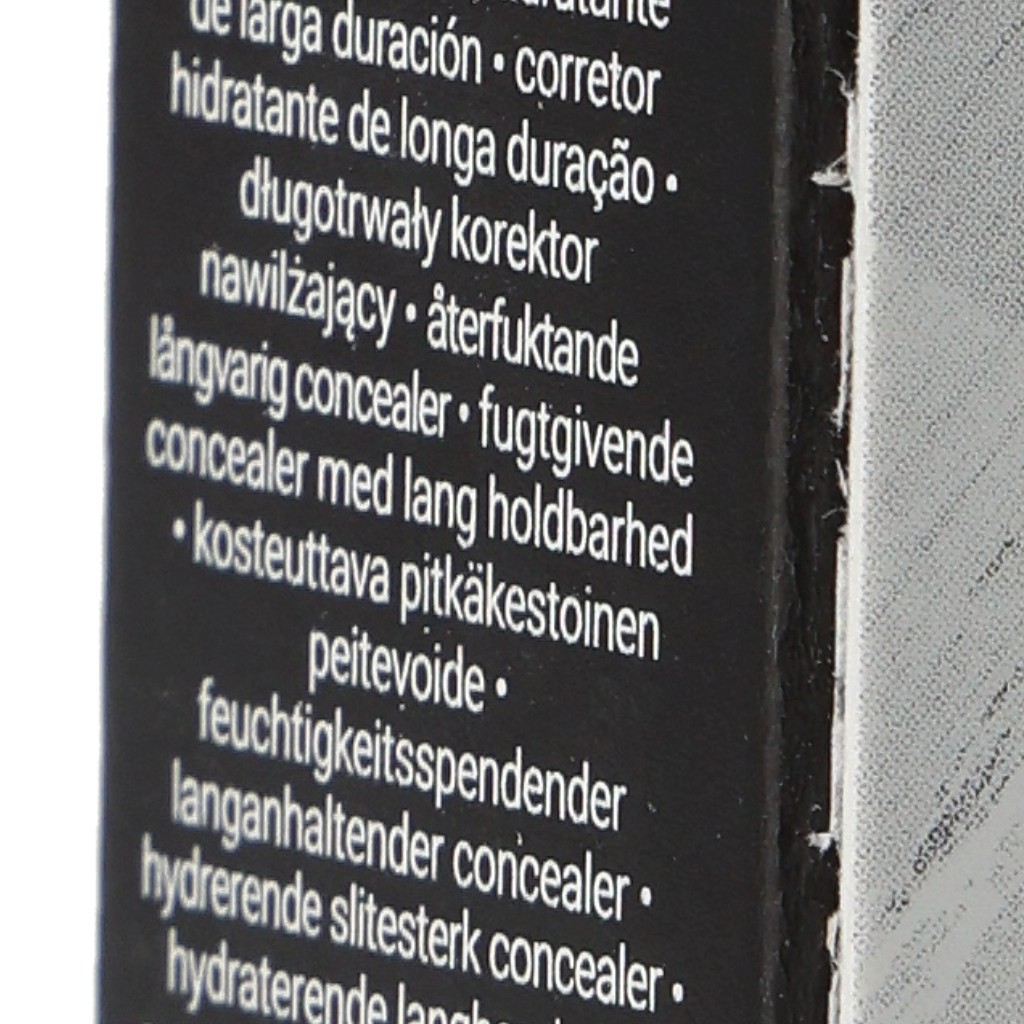 de larga duración • corretor
hidratante de longa duração •
długotrwały korektor
nawilżający • återfuktande
långvarig concealer • fugtgivende
concealer med lang holdbarhed
• kosteuttava pitkäkestoinen
peitevoide •
feuchtigkeitsspendender
langanhaltender concealer •
hydrerende slitesterk concealer •
hydraterende